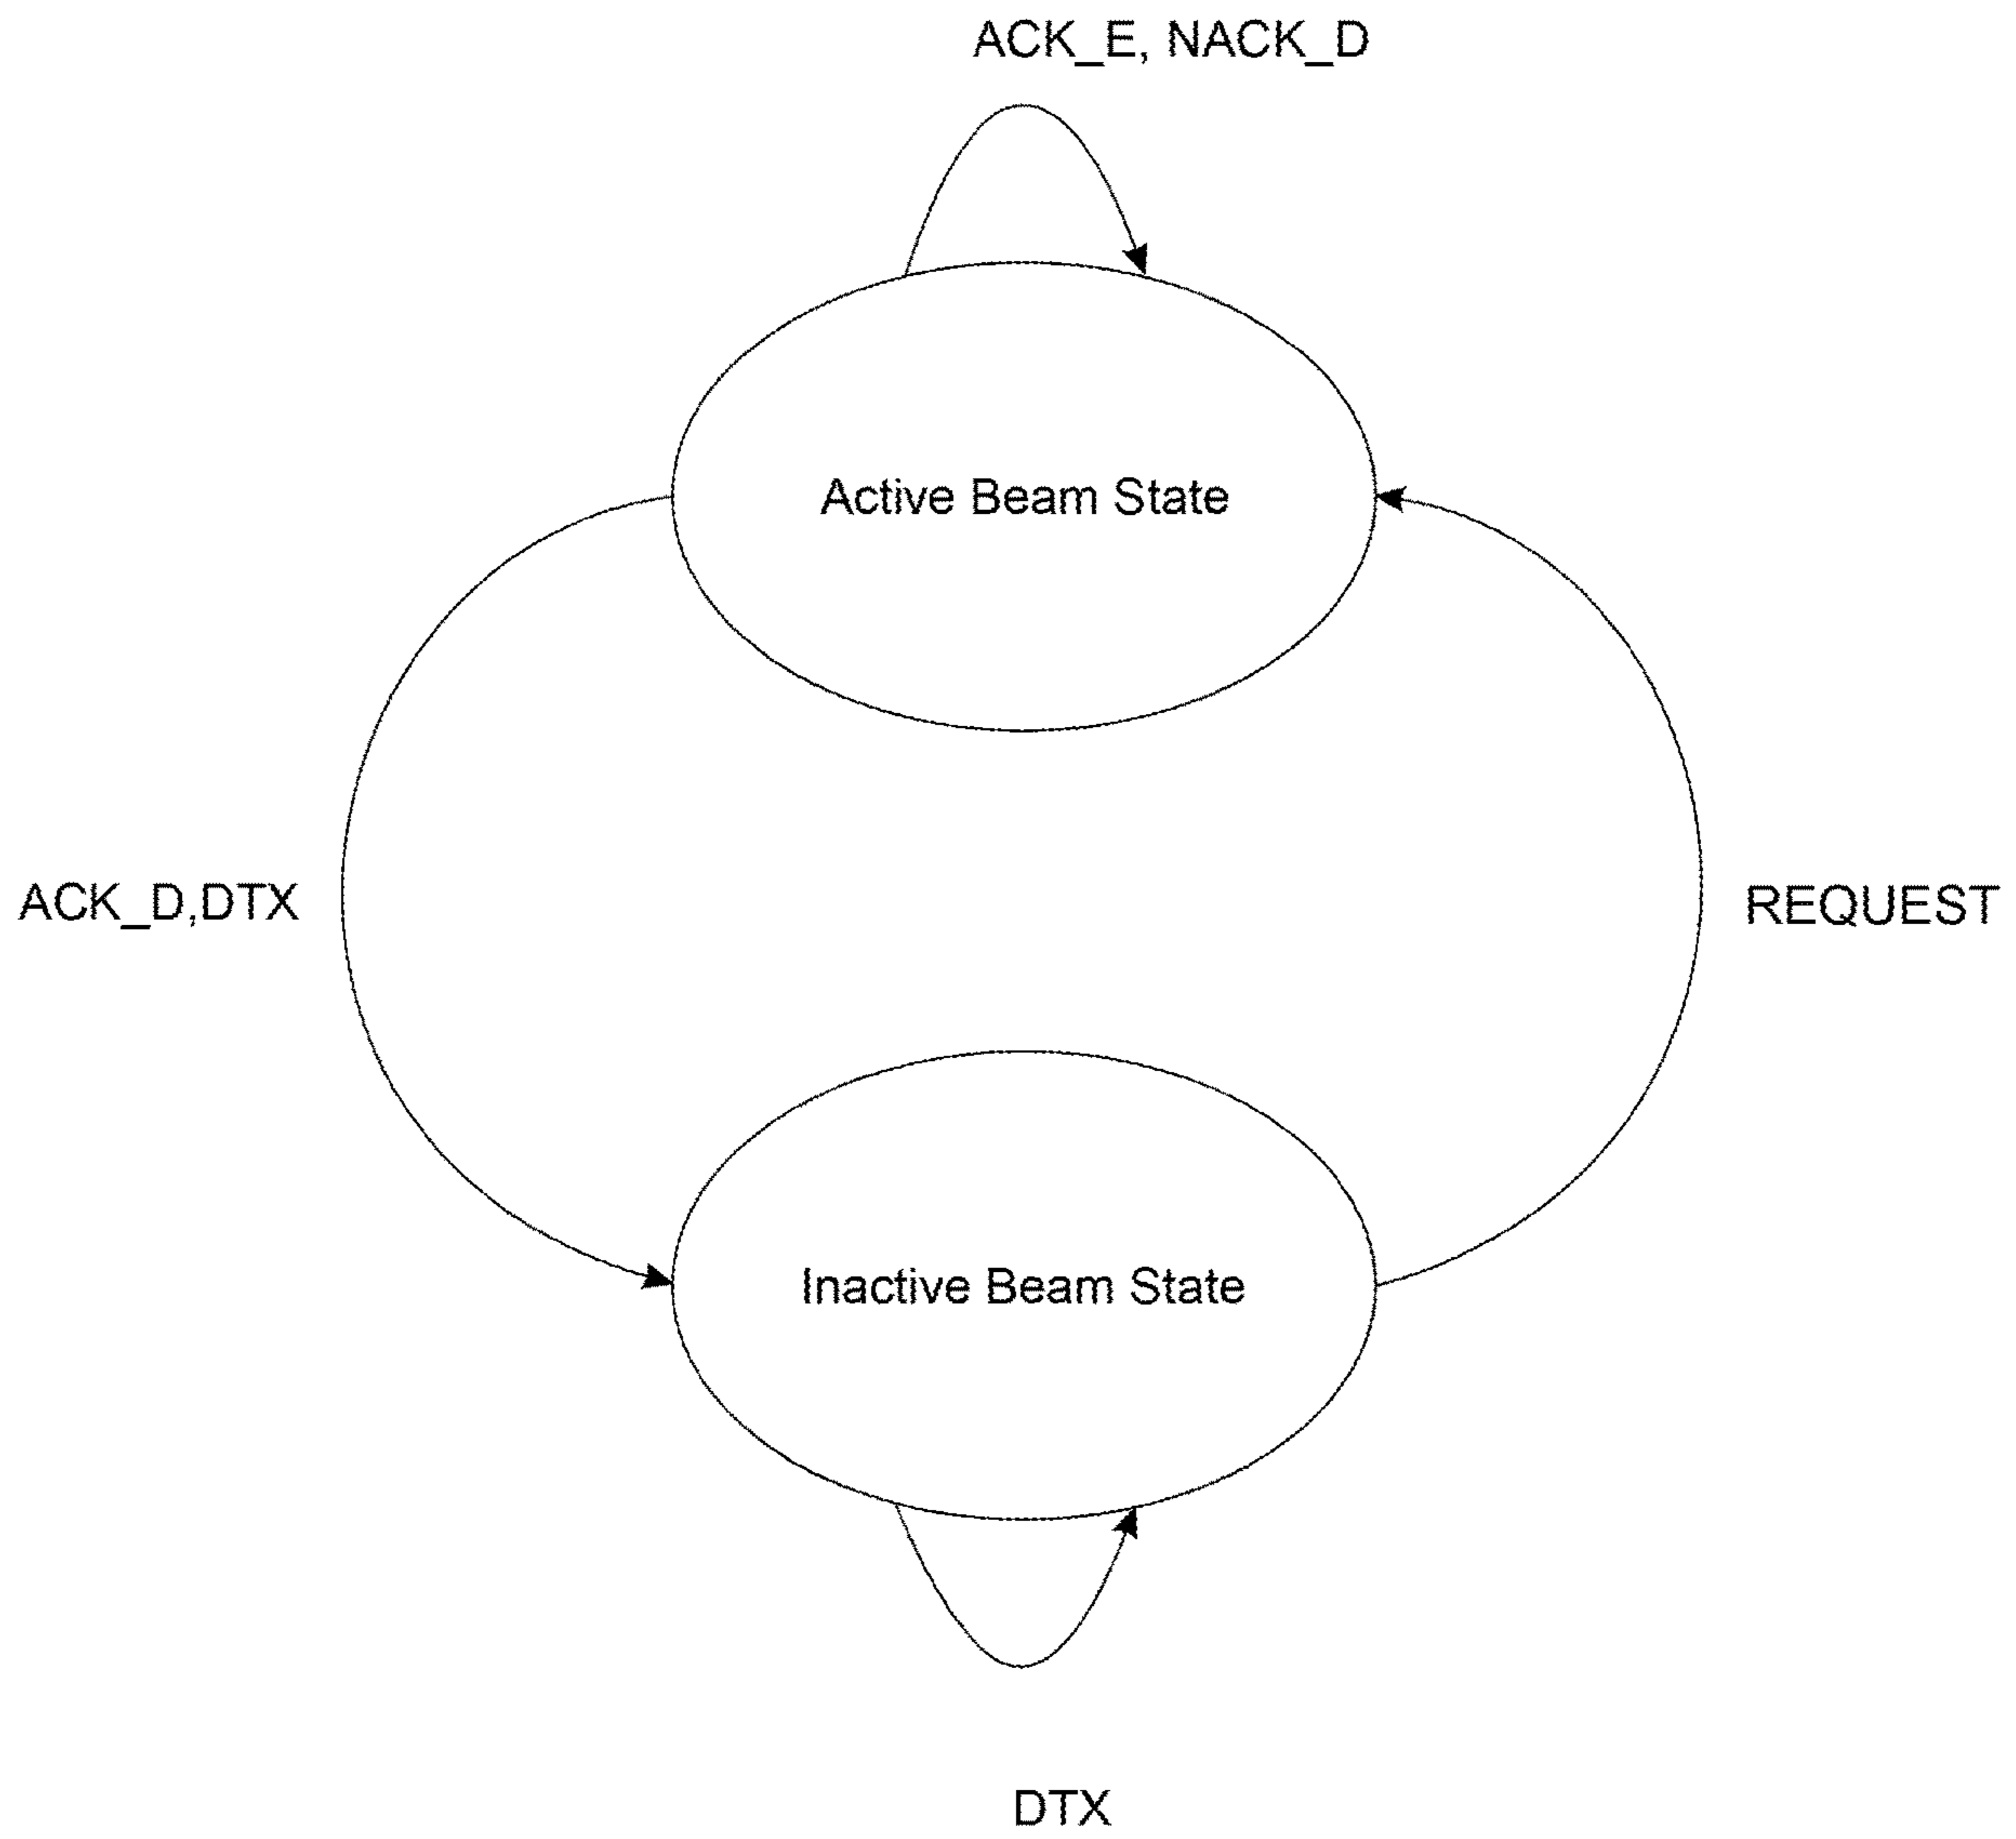 ACK_E, NACK_D
Active Beam State
ACK_D,DTX
REQUEST
Inactive Beam State
DTX